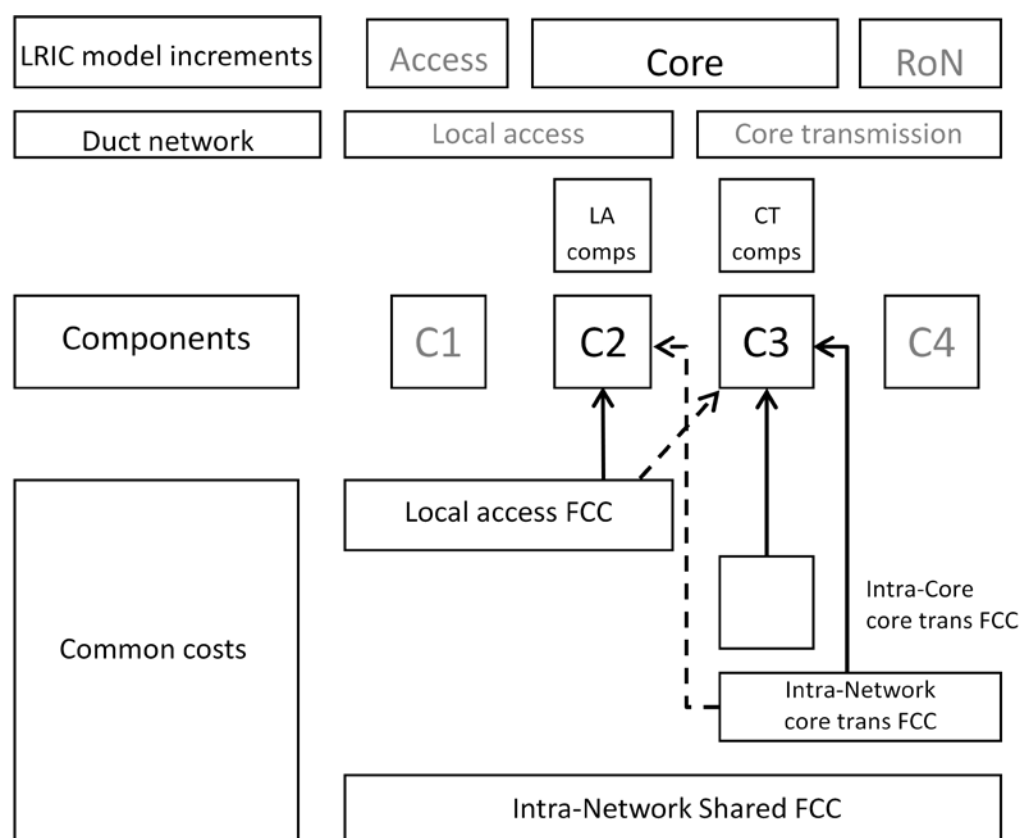 LRIC model increments
Access
Core
RoN
Duct network
Local access
Core transmission
LA
comps
CT
comps
Components
C1
C2
C3
C4
Local access FCC
Intra-Core
core trans FCC
Common costs
Intra-Network
core trans FCC
Intra-Network Shared FCC